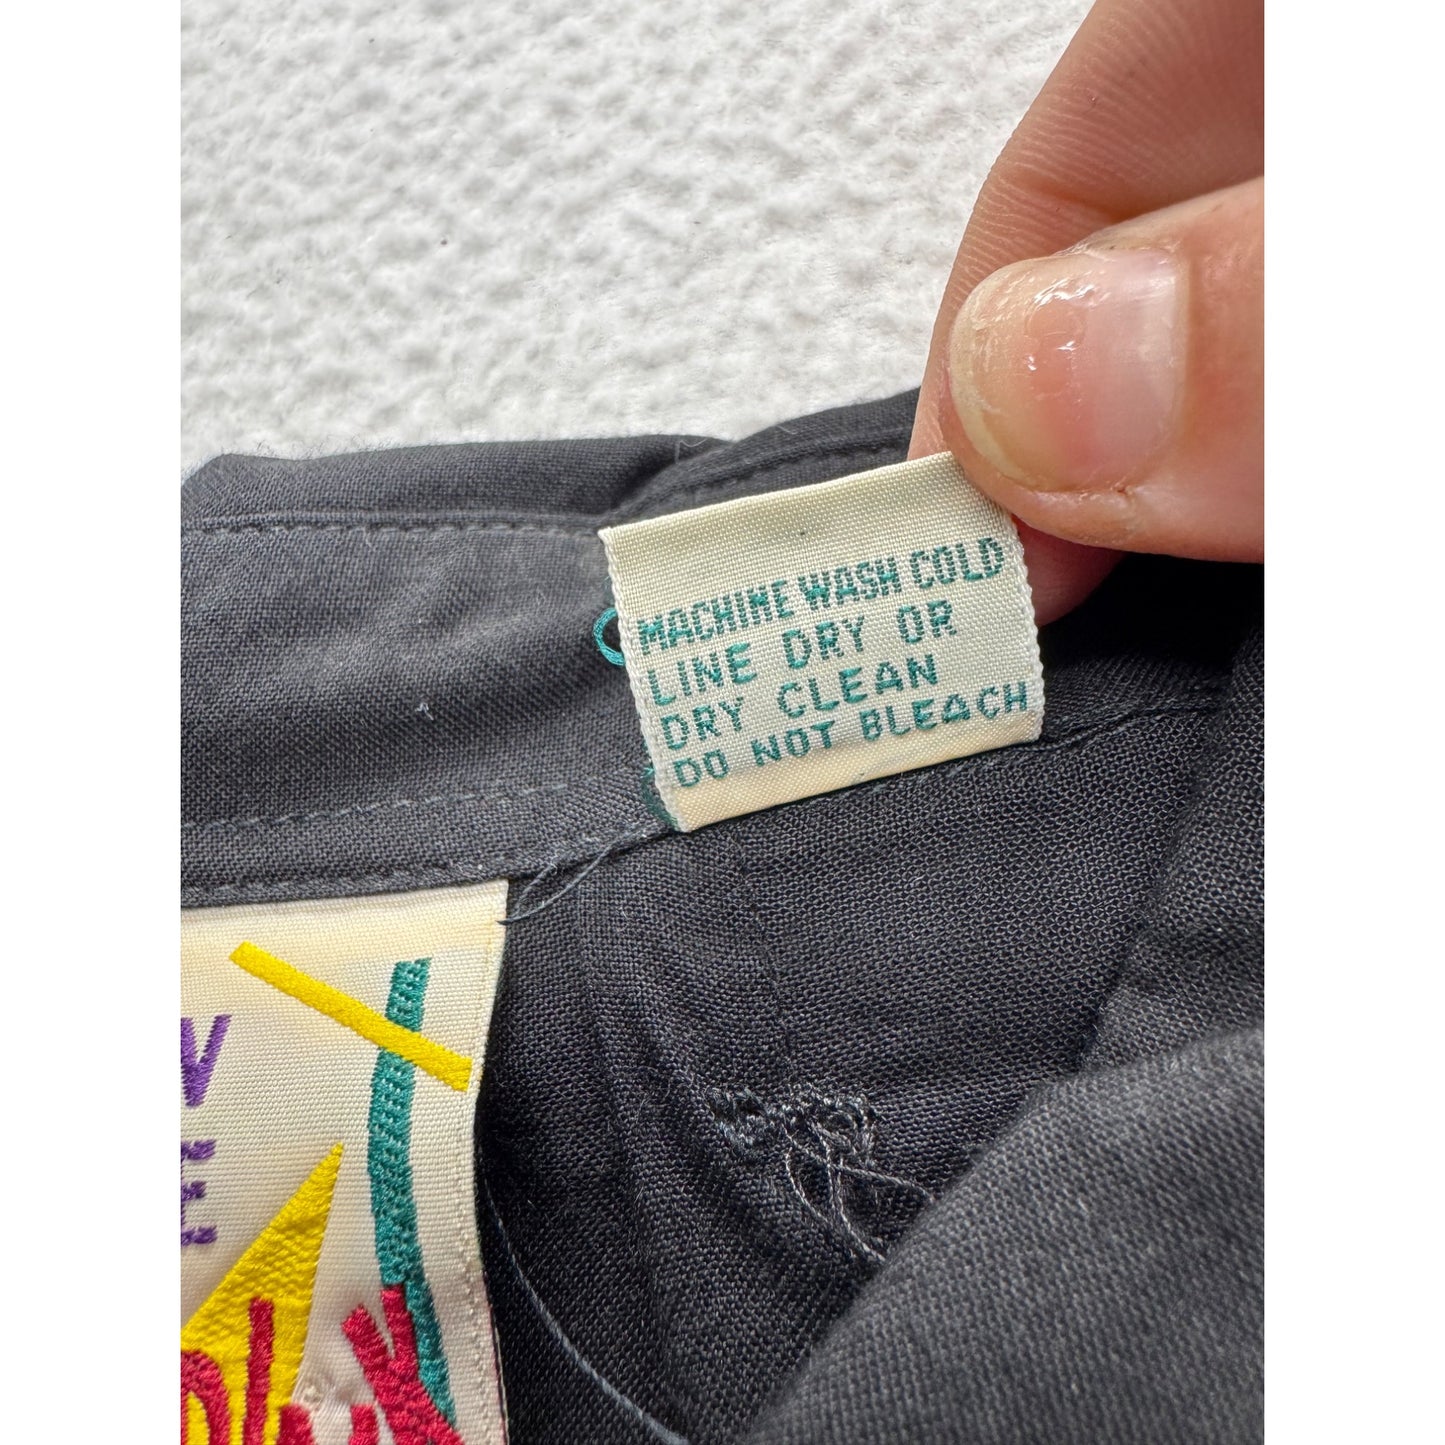 MACHINE WASH COLD
LINE DRY OR
DRY CLEAN
DO NOT BLEACH